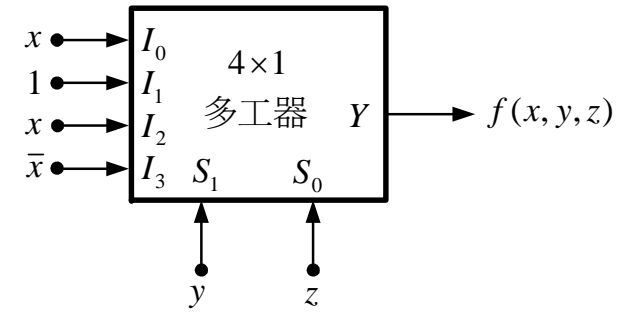 x I₀
1 I₁
x I₂
x̄ I₃
4×1
多工器
Y f(x, y, z)
S₁ S₀
y z